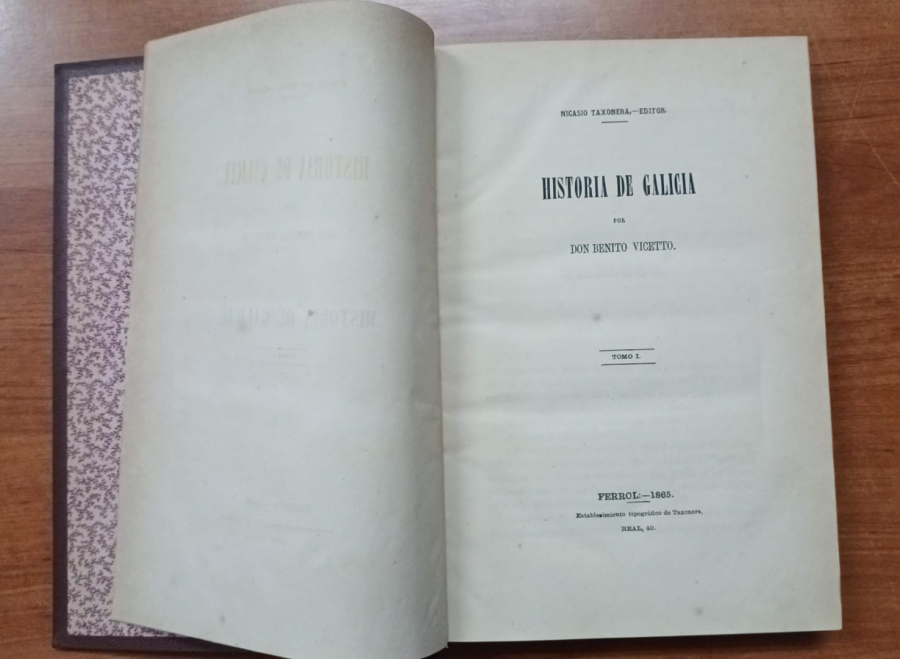 NICASIO TAXONERA,—EDITOR.
HISTORIA DE GALICIA
POR
DON BENITO VICETTO.
TOMO I.
FERROL:—1865.
Establecimiento tipográfico de Taxonera,
REAL, 40.